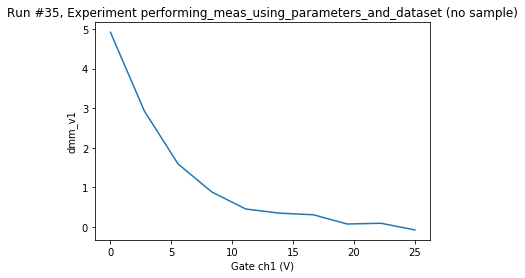 Run #35, Experiment performing_meas_using_parameters_and_dataset (no sample)
5
4
3
2
1
0
dmm_v1
0 5 10 15 20 25
Gate ch1 (V)